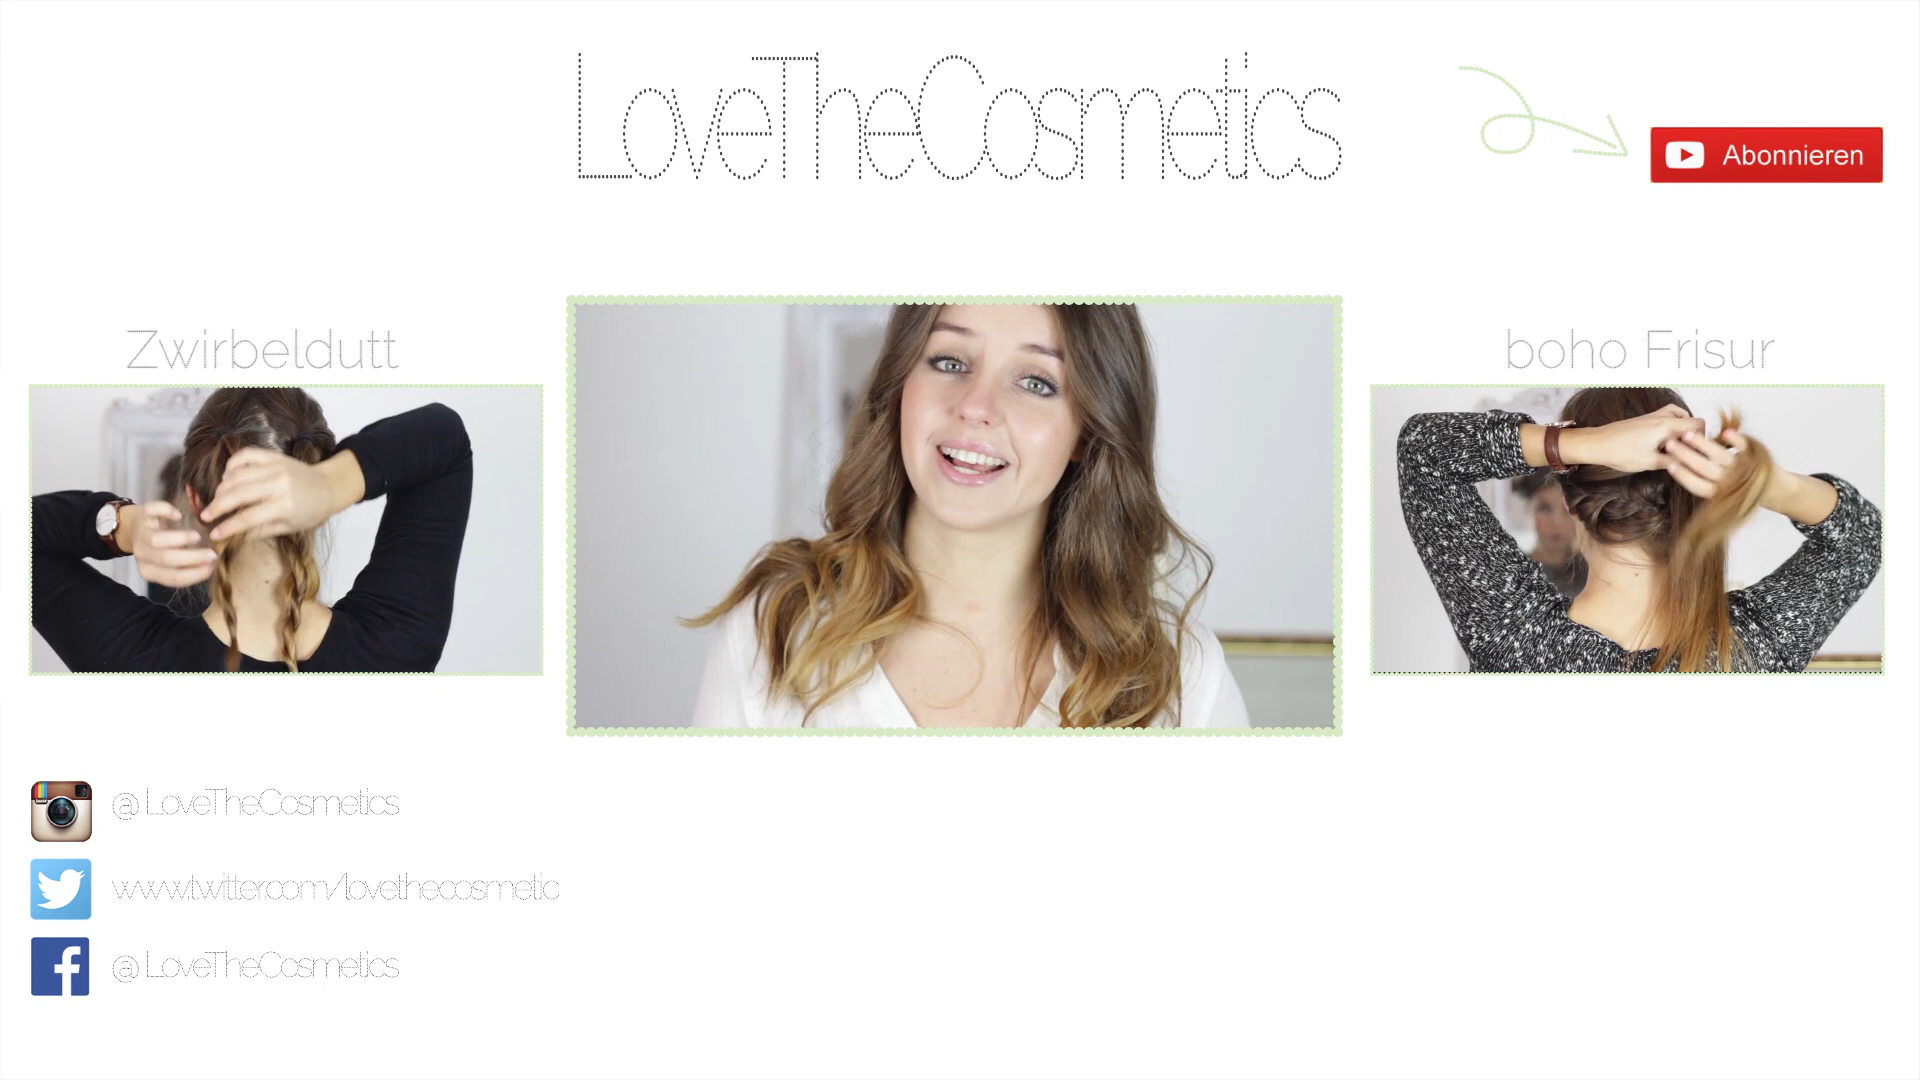 LoveTheCosmetics
Abonnieren
Zwirbeldutt
boho Frisur
@ LoveTheCosmetics
www.twitter.com/lovethecosmetic
@ LoveTheCosmetics